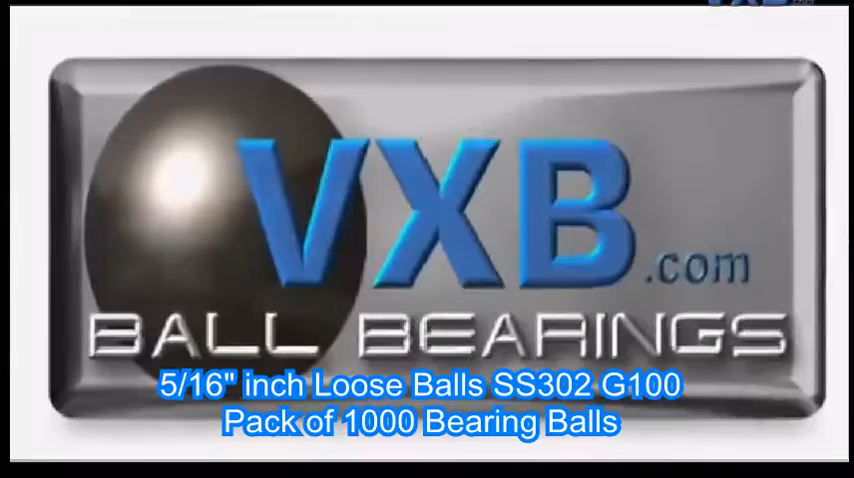 VXB.com
BALL BEARINGS
5/16" inch Loose Balls SS302 G100
Pack of 1000 Bearing Balls